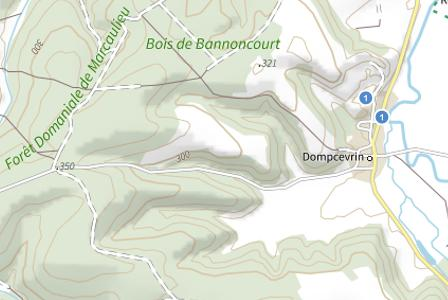 Bois de Bannoncourt
321
300
Forêt Domaniale de Marcaulieu
1
1
300
Dompcevrin
350